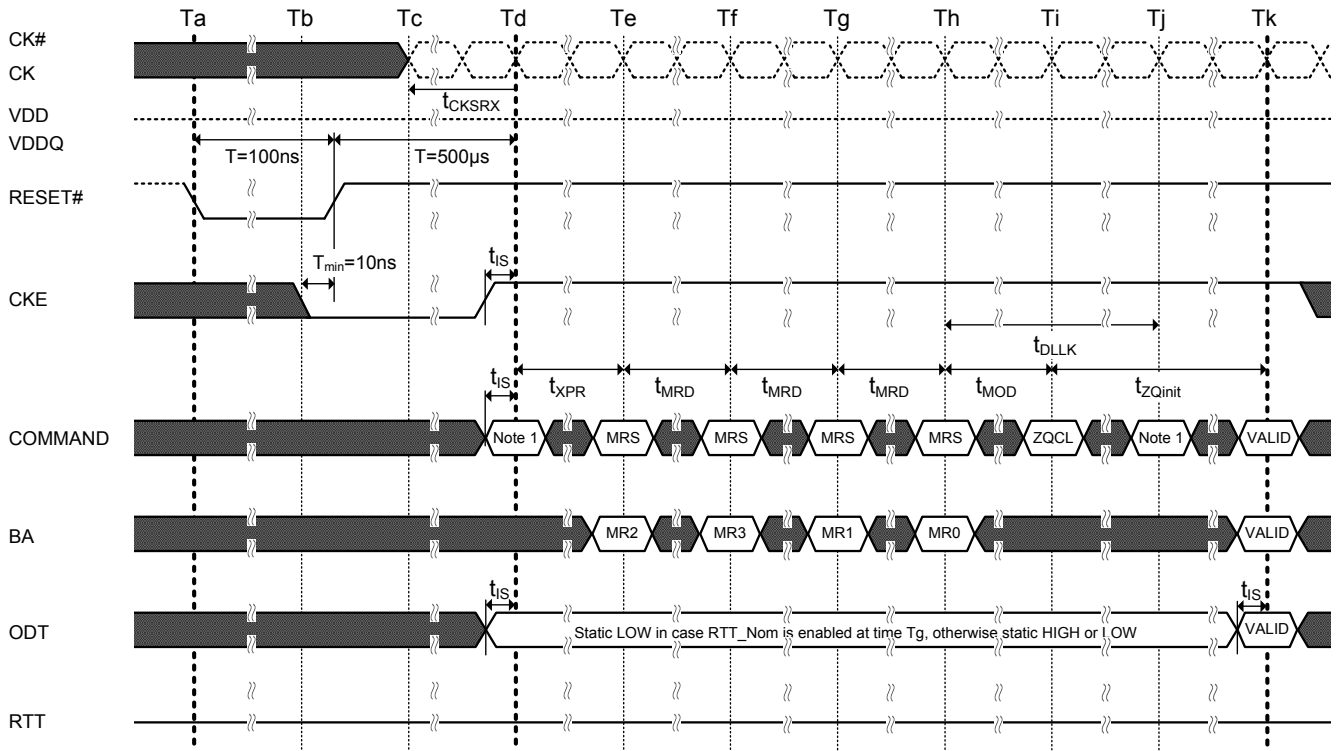 Ta Tb Tc Td Te Tf Tg Th Ti Tj Tk
CK#
CK
tCKSRX
VDD
VDDQ
T=100ns T=500µs
RESET#
Tmin=10ns tIS
CKE
tDLLK
tIS tXPR tMRD tMRD tMRD tMOD tZQinit
COMMAND Note 1 MRS MRS MRS MRS ZQCL Note 1 VALID
BA MR2 MR3 MR1 MR0 VALID
tIS tIS
ODT Static LOW in case RTT_Nom is enabled at time Tg, otherwise static HIGH or LOW VALID
RTT